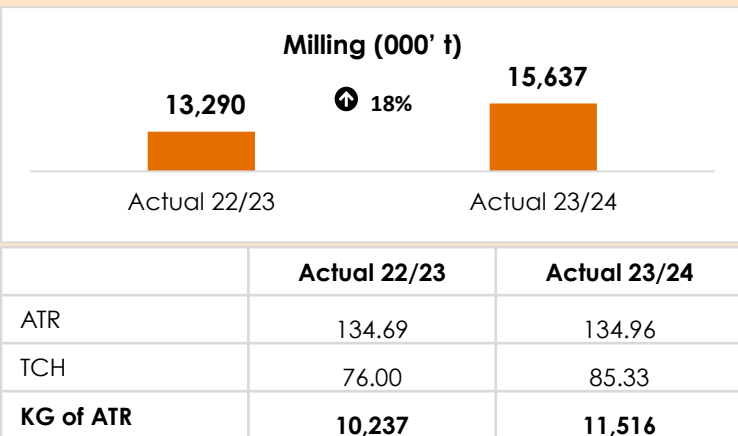 Milling (000' t)
13,290
18%
15,637
Actual 22/23
Actual 23/24
Actual 22/23 Actual 23/24
ATR 134.69 134.96
TCH 76.00 85.33
KG of ATR 10,237 11,516